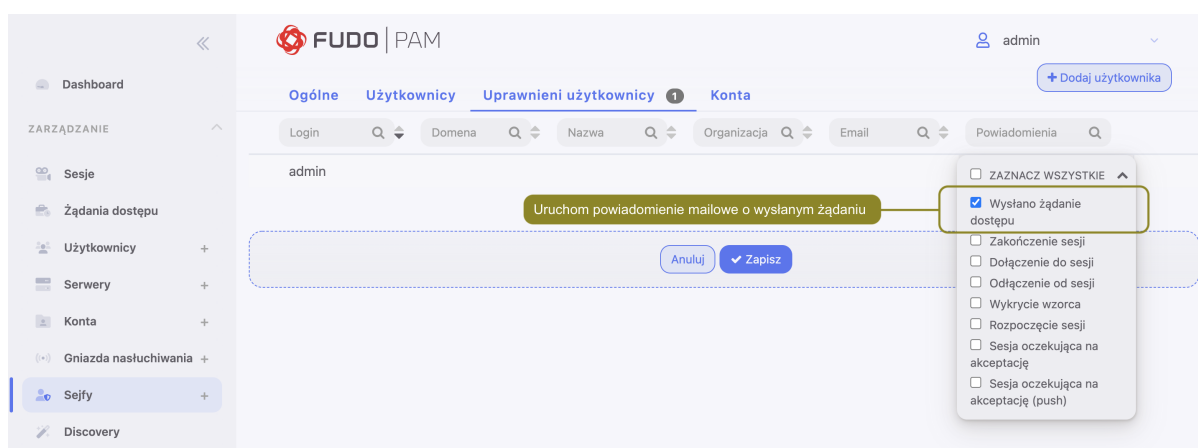 FUDO PAM
admin
Dashboard
+ Dodaj użytkownika
Ogólne Użytkownicy Uprawnieni użytkownicy 1 Konta
ZARZĄDZANIE
Login Domena Nazwa Organizacja Email Powiadomienia
Sesje
admin
ZAZNACZ WSZYSTKIE
Żądania dostępu
Uruchom powiadomienie mailowe o wysłanym żądaniu
Wysłano żądanie
dostępu
Użytkownicy +
Zakończenie sesji
Anuluj Zapisz
Dołączenie do sesji
Serwery +
Odłączenie od sesji
Wykrycie wzorca
Konta +
Rozpoczęcie sesji
Sesja oczekująca na
akceptację
Gniazda nasłuchiwania +
Sesja oczekująca na
akceptację (push)
Sejfy +
Discovery